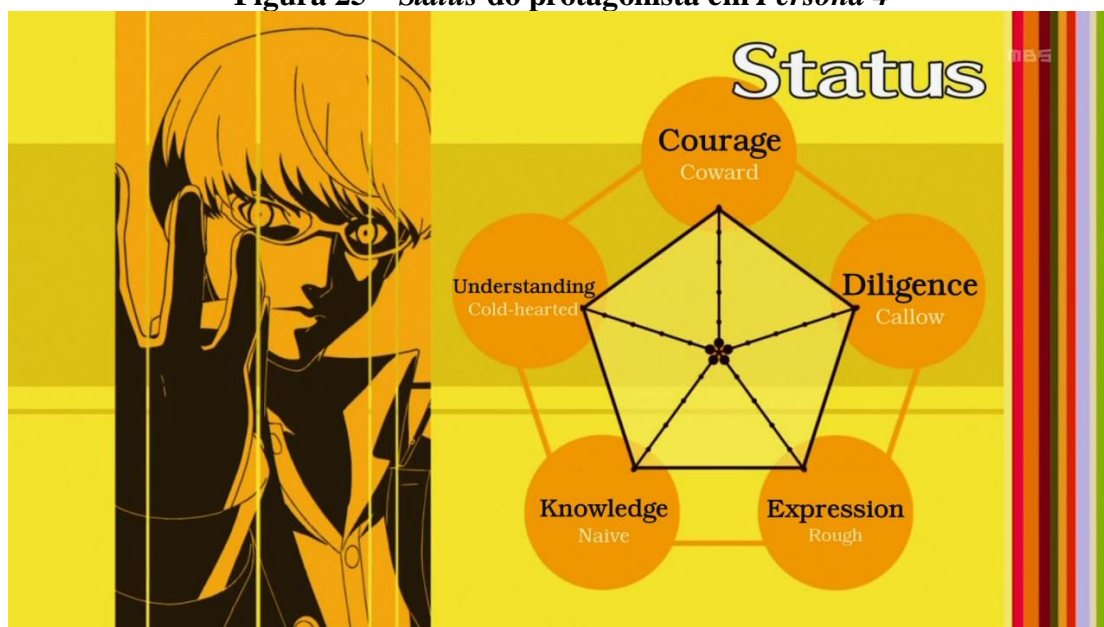 Figura 25 – Status do protagonista em Persona 4
Status
MBS
Courage
Coward
Understanding
Cold-hearted
Diligence
Callow
Knowledge
Naive
Expression
Rough